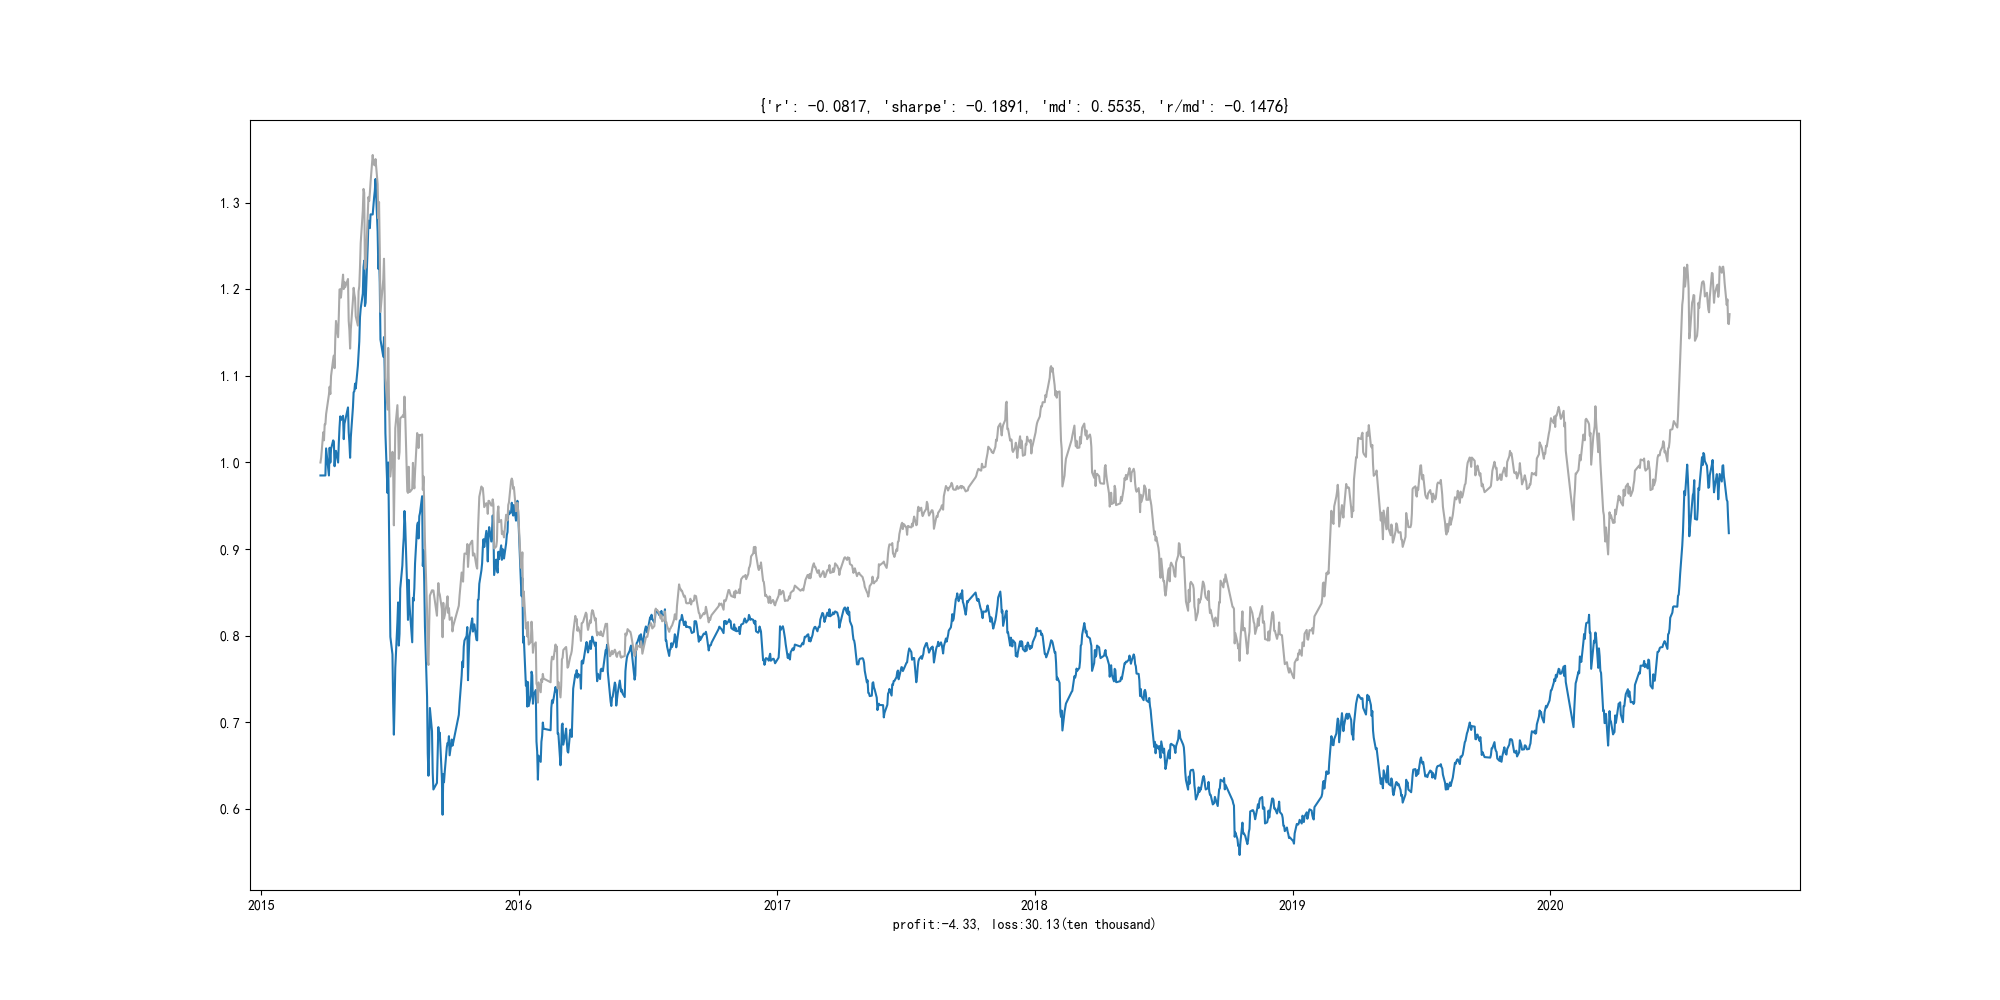 {'r': -0.0817, 'sharpe': -0.1891, 'md': 0.5535, 'r/md': -0.1476}
1.3
1.2
1.1
1.0
0.9
0.8
0.7
0.6
2015 2016 2017 2018 2019 2020
profit:-4.33, loss:30.13(ten thousand)